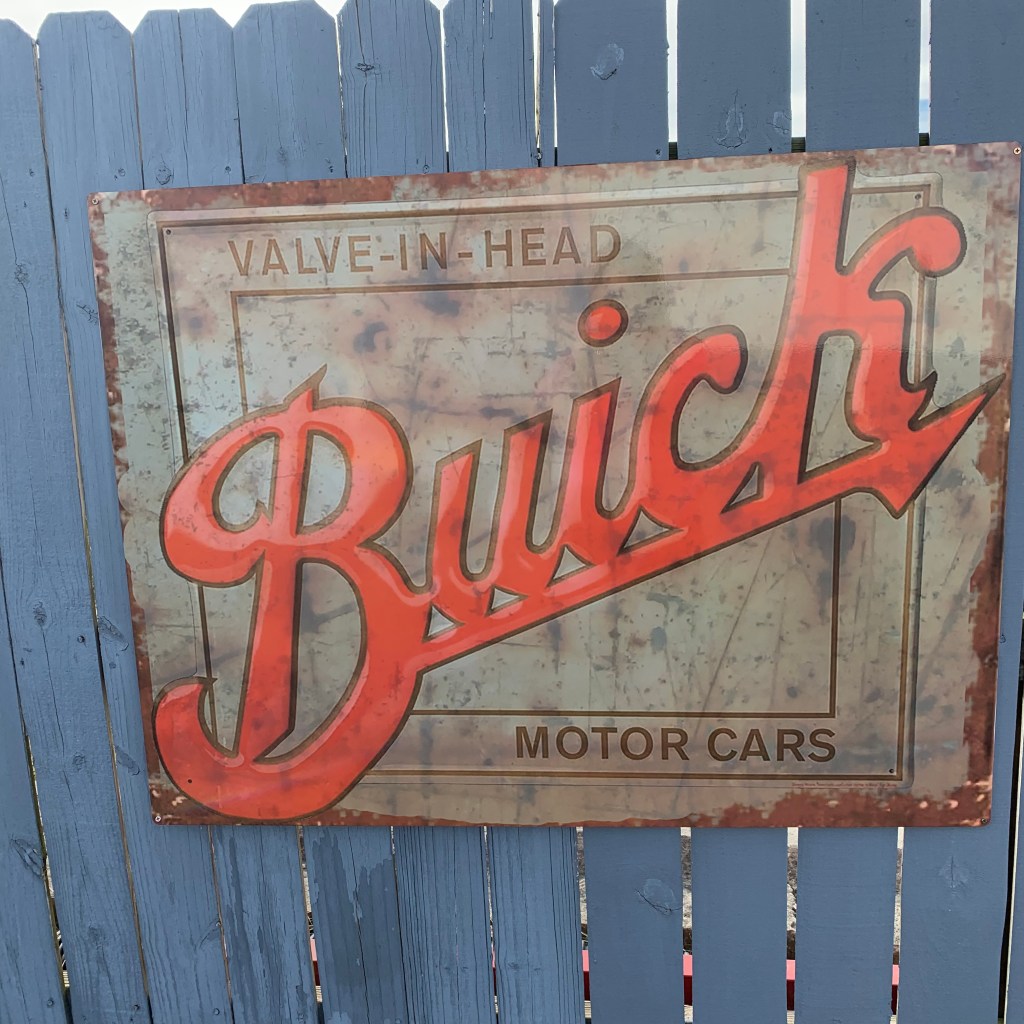 VALVE-IN-HEAD
Buick
MOTOR CARS